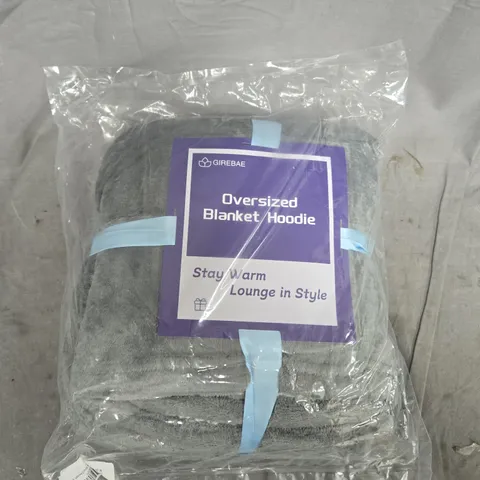 GIREBAE
Oversized
Blanket Hoodie
Stay Warm
Lounge in Style